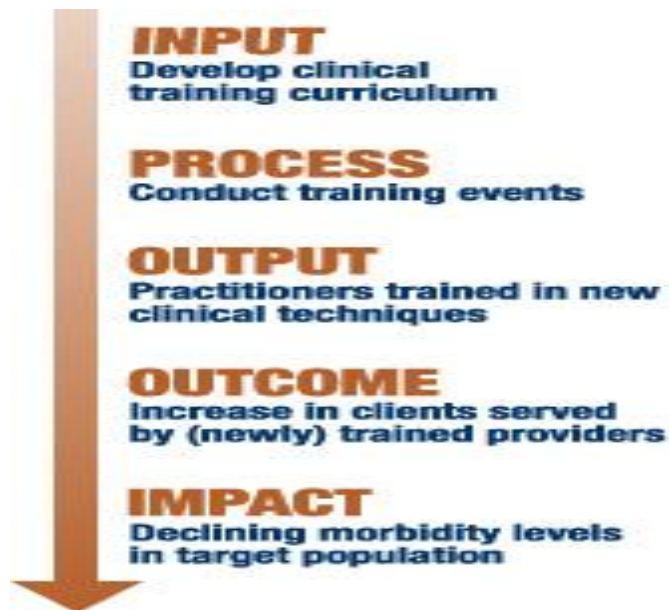 INPUT
Develop clinical
training curriculum
PROCESS
Conduct training events
OUTPUT
Practitioners trained in new
clinical techniques
OUTCOME
Increase in clients served
by (newly) trained providers
IMPACT
Declining morbidity levels
in target population